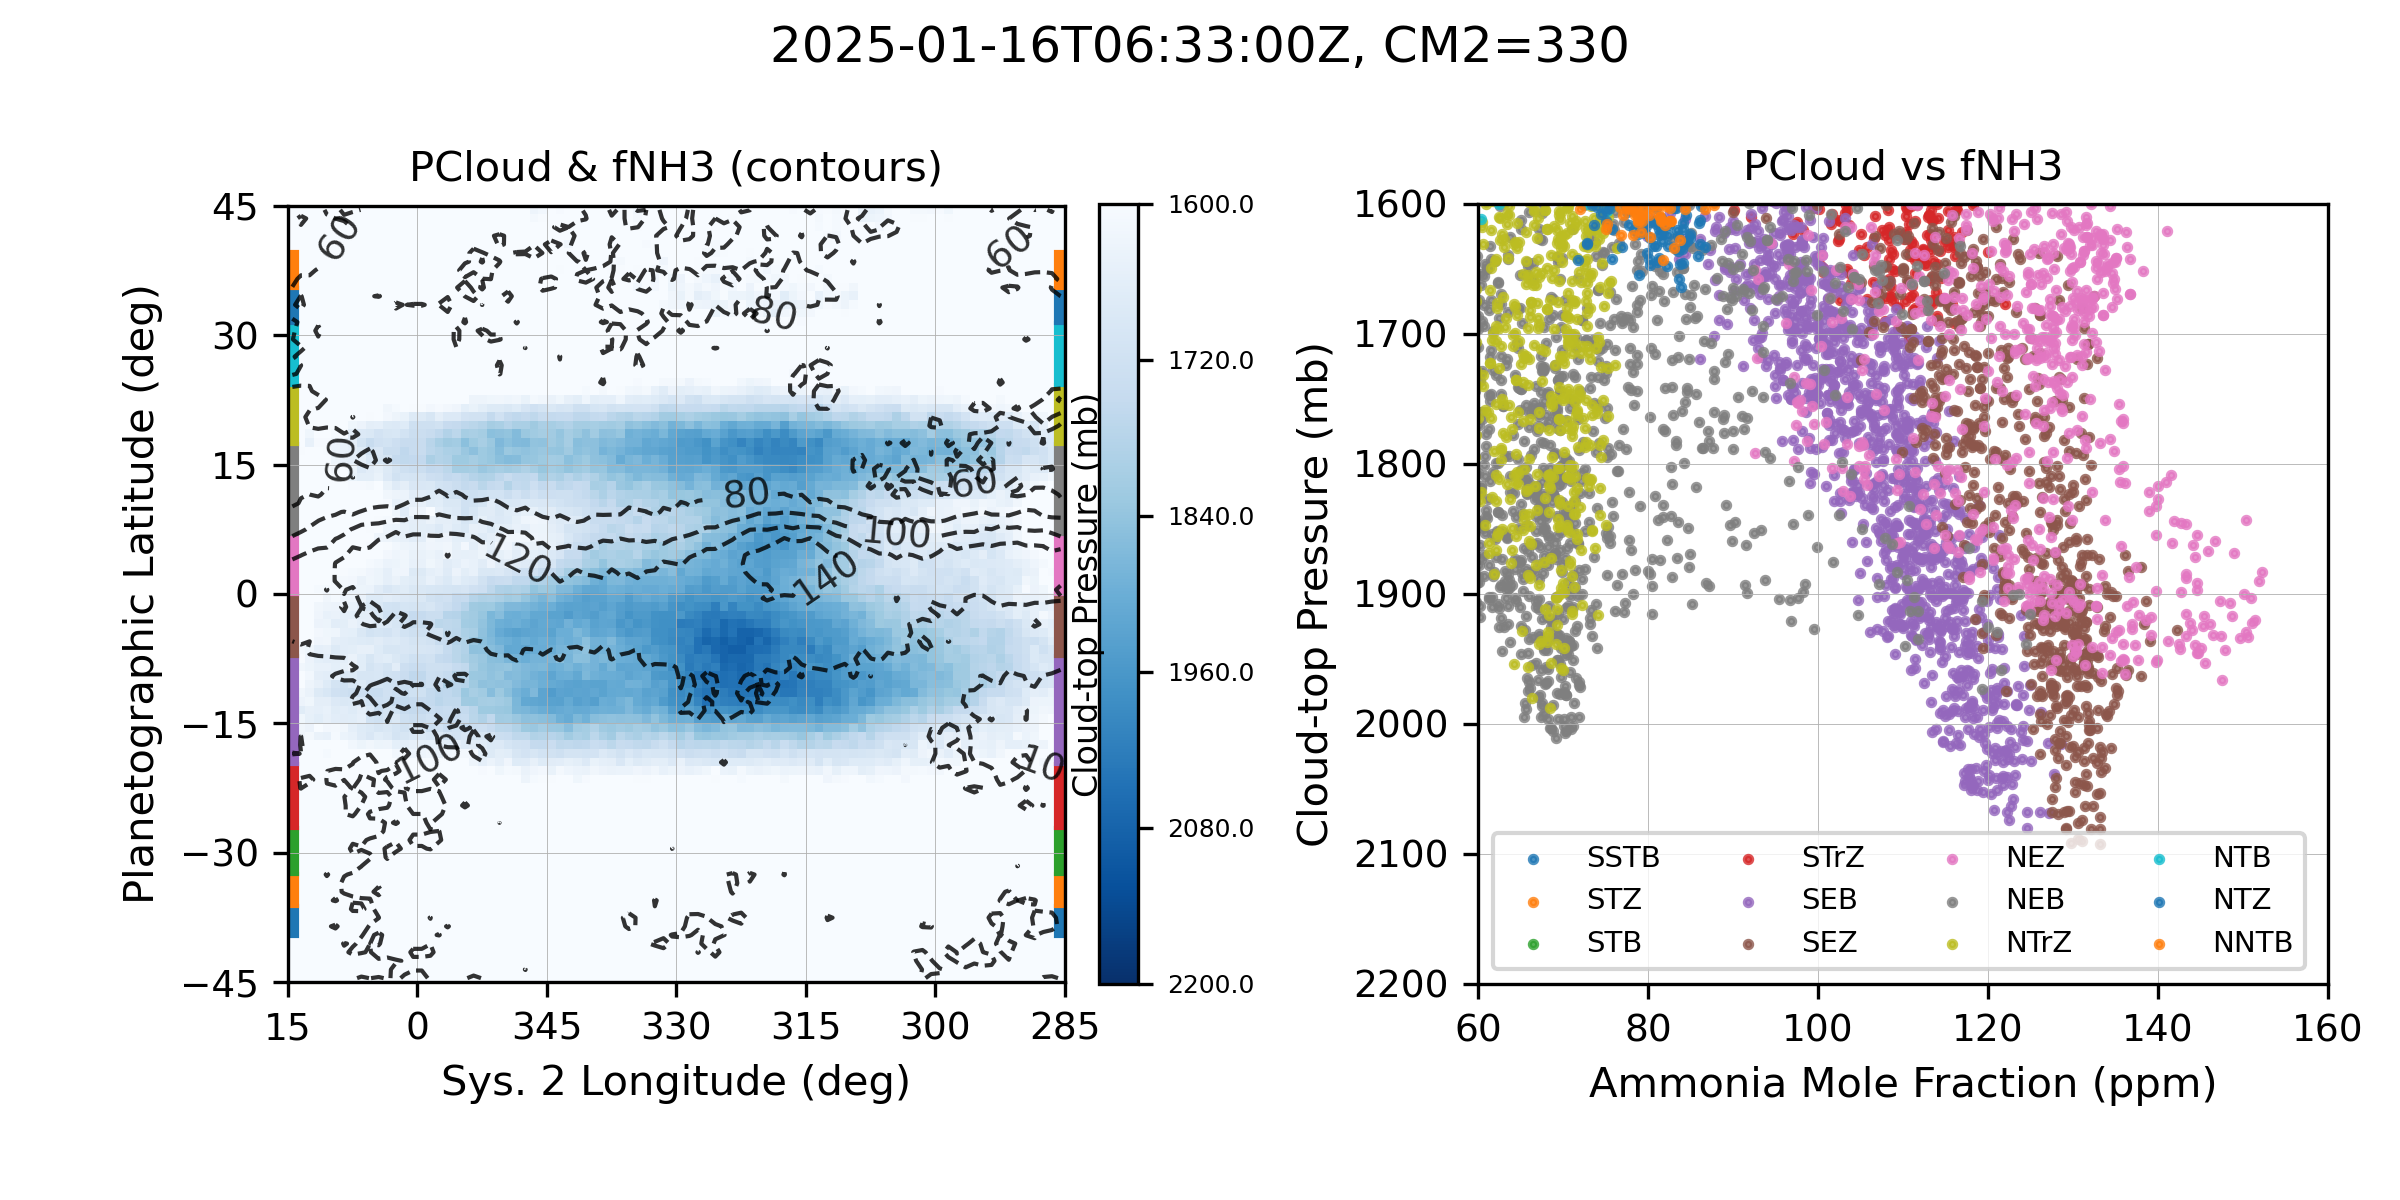 2025-01-16T06:33:00Z, CM2=330
PCloud & fNH3 (contours)
45
30
15
0
−15
−30
−45
Planetographic Latitude (deg)
15
0
345
330
315
300
285
Sys. 2 Longitude (deg)
60
60
80
60
80
60
100
120
140
100
10
1600.0
1720.0
1840.0
1960.0
2080.0
2200.0
Cloud-top Pressure (mb)
PCloud vs fNH3
1600
1700
1800
1900
2000
2100
2200
Cloud-top Pressure (mb)
60
80
100
120
140
160
Ammonia Mole Fraction (ppm)
SSTB
STZ
STB
STrZ
SEB
SEZ
NEZ
NEB
NTrZ
NTB
NTZ
NNTB